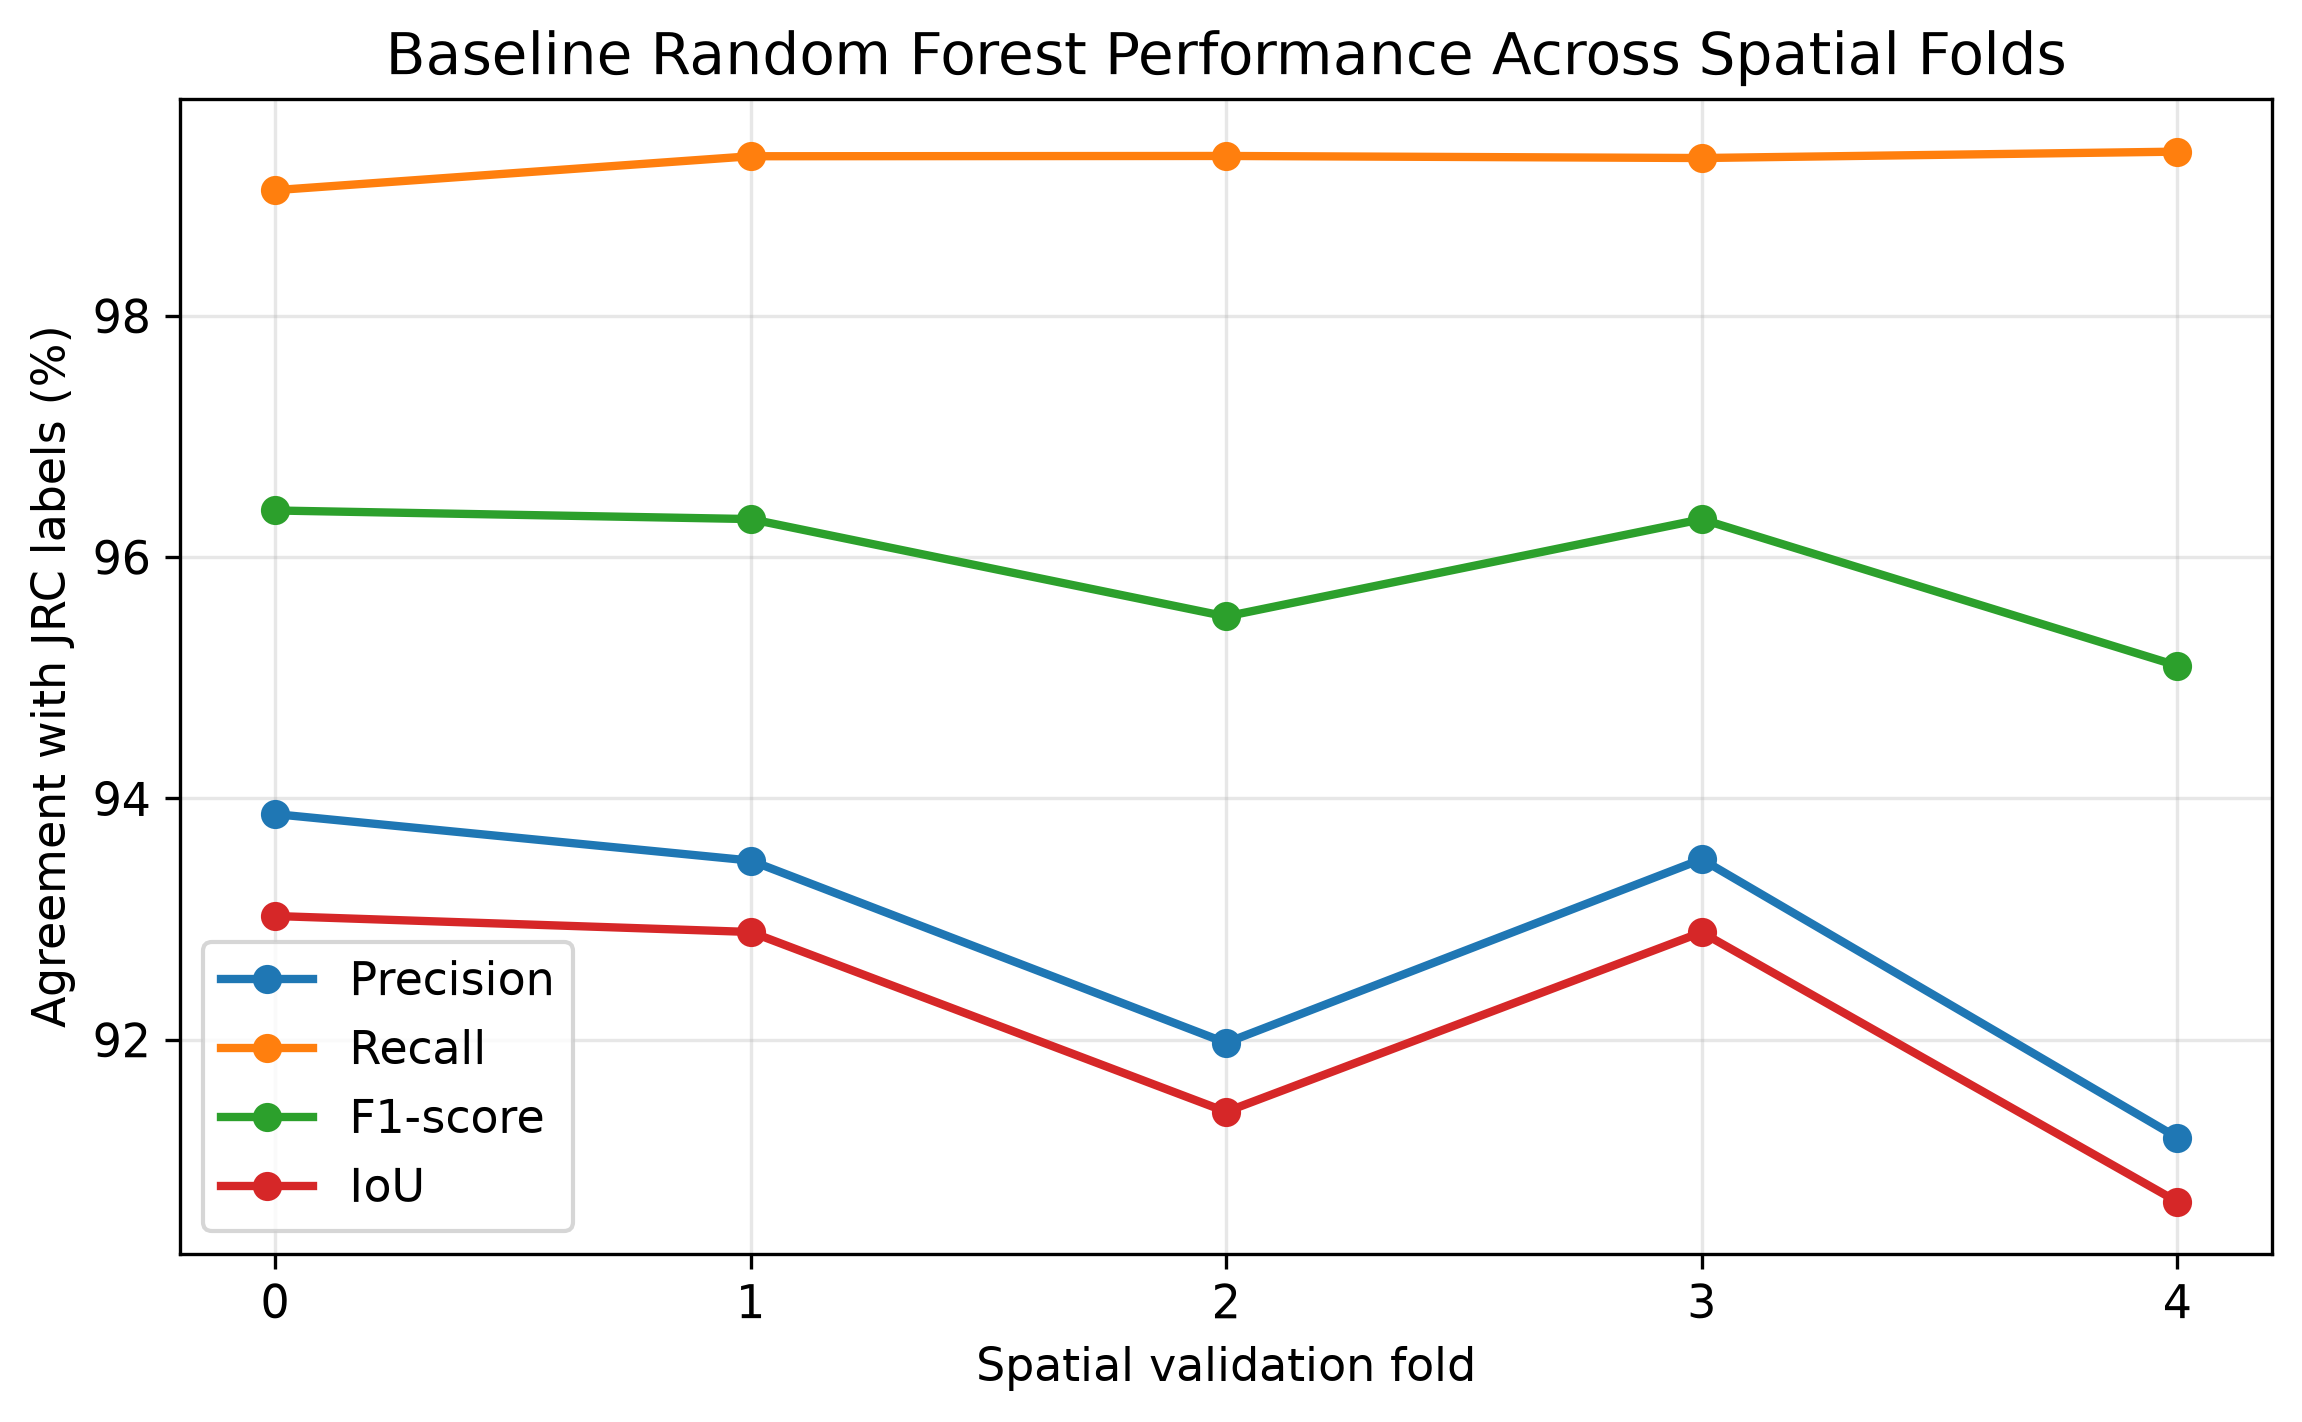 Baseline Random Forest Performance Across Spatial Folds
Agreement with JRC labels (%)
98
96
94
92
Precision
Recall
F1-score
IoU
0 1 2 3 4
Spatial validation fold